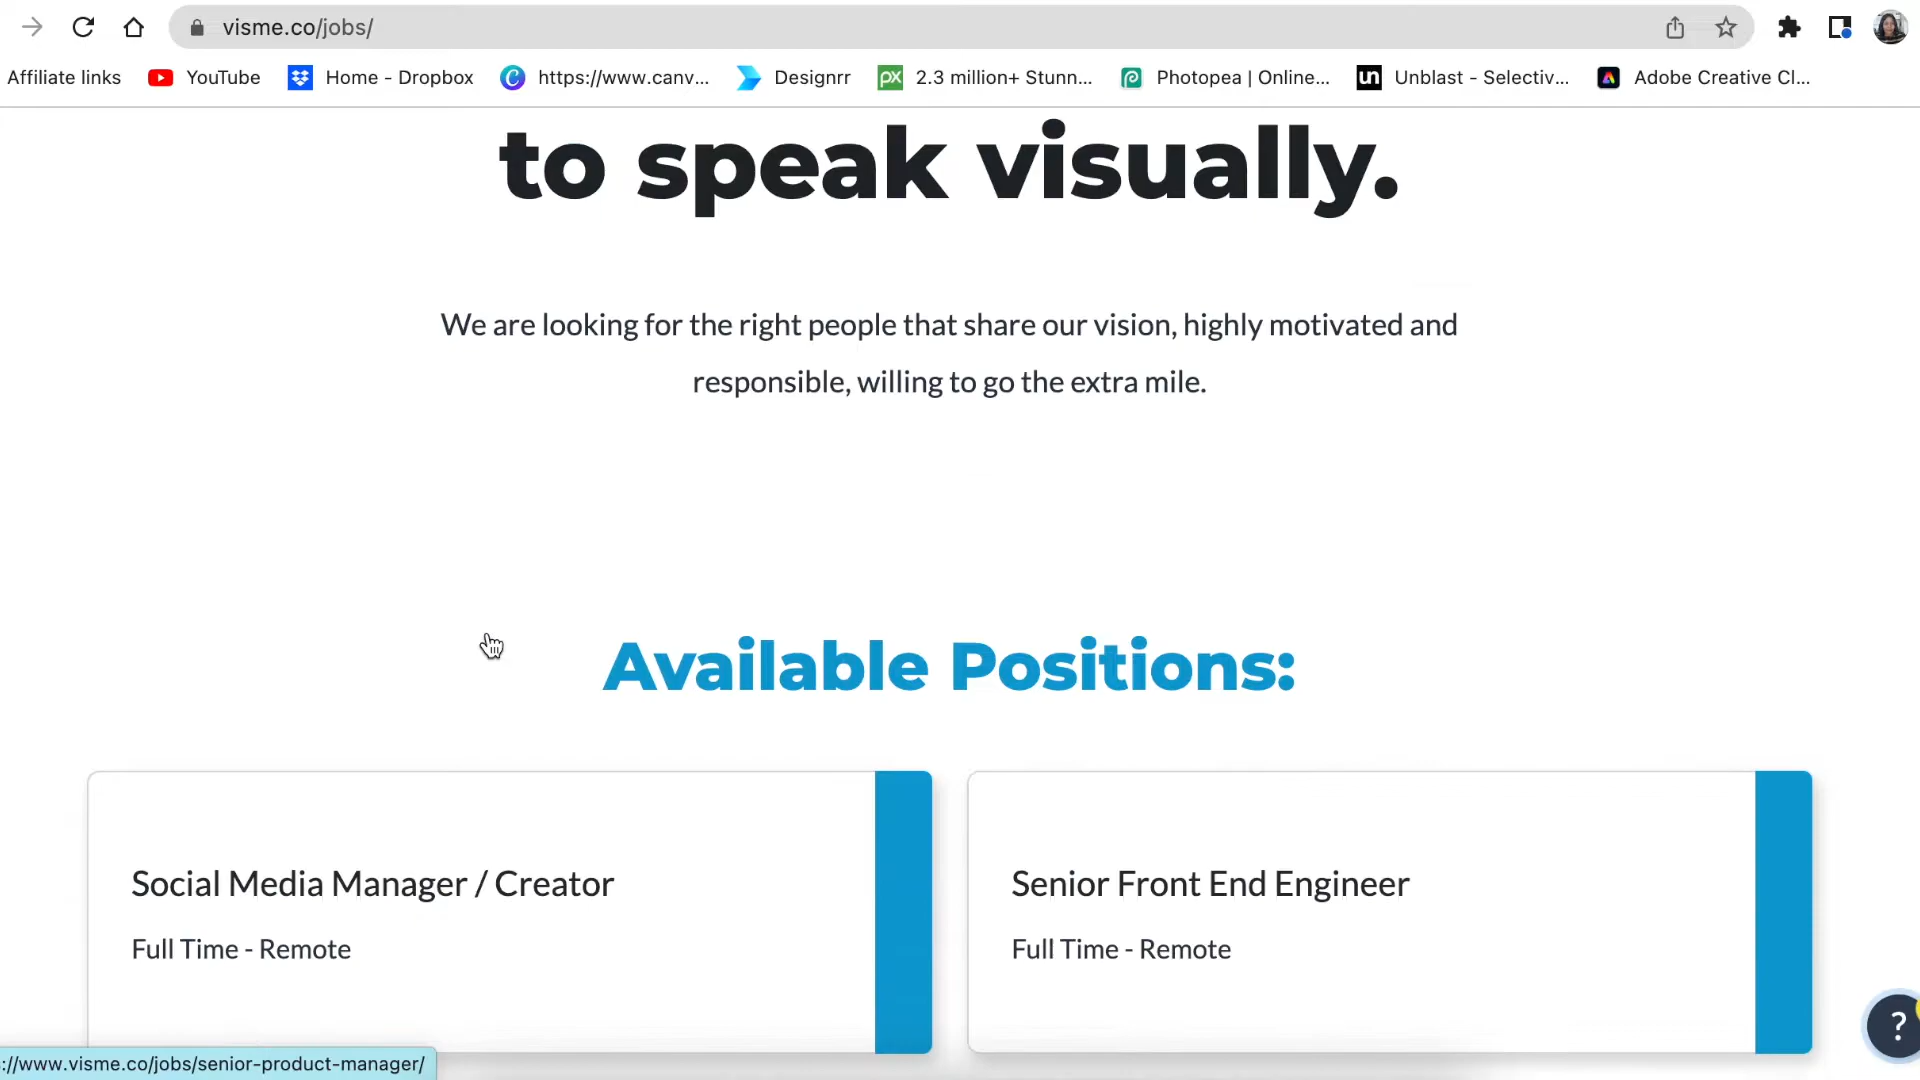 visme.co/jobs/
Affiliate links YouTube Home - Dropbox https://www.canv... Designrr 2.3 million+ Stunn... Photopea | Online... Unblast - Selectiv... Adobe Creative Cl...
to speak visually.
We are looking for the right people that share our vision, highly motivated and
responsible, willing to go the extra mile.
Available Positions:
Social Media Manager / Creator
Full Time - Remote
Senior Front End Engineer
Full Time - Remote
?
://www.visme.co/jobs/senior-product-manager/